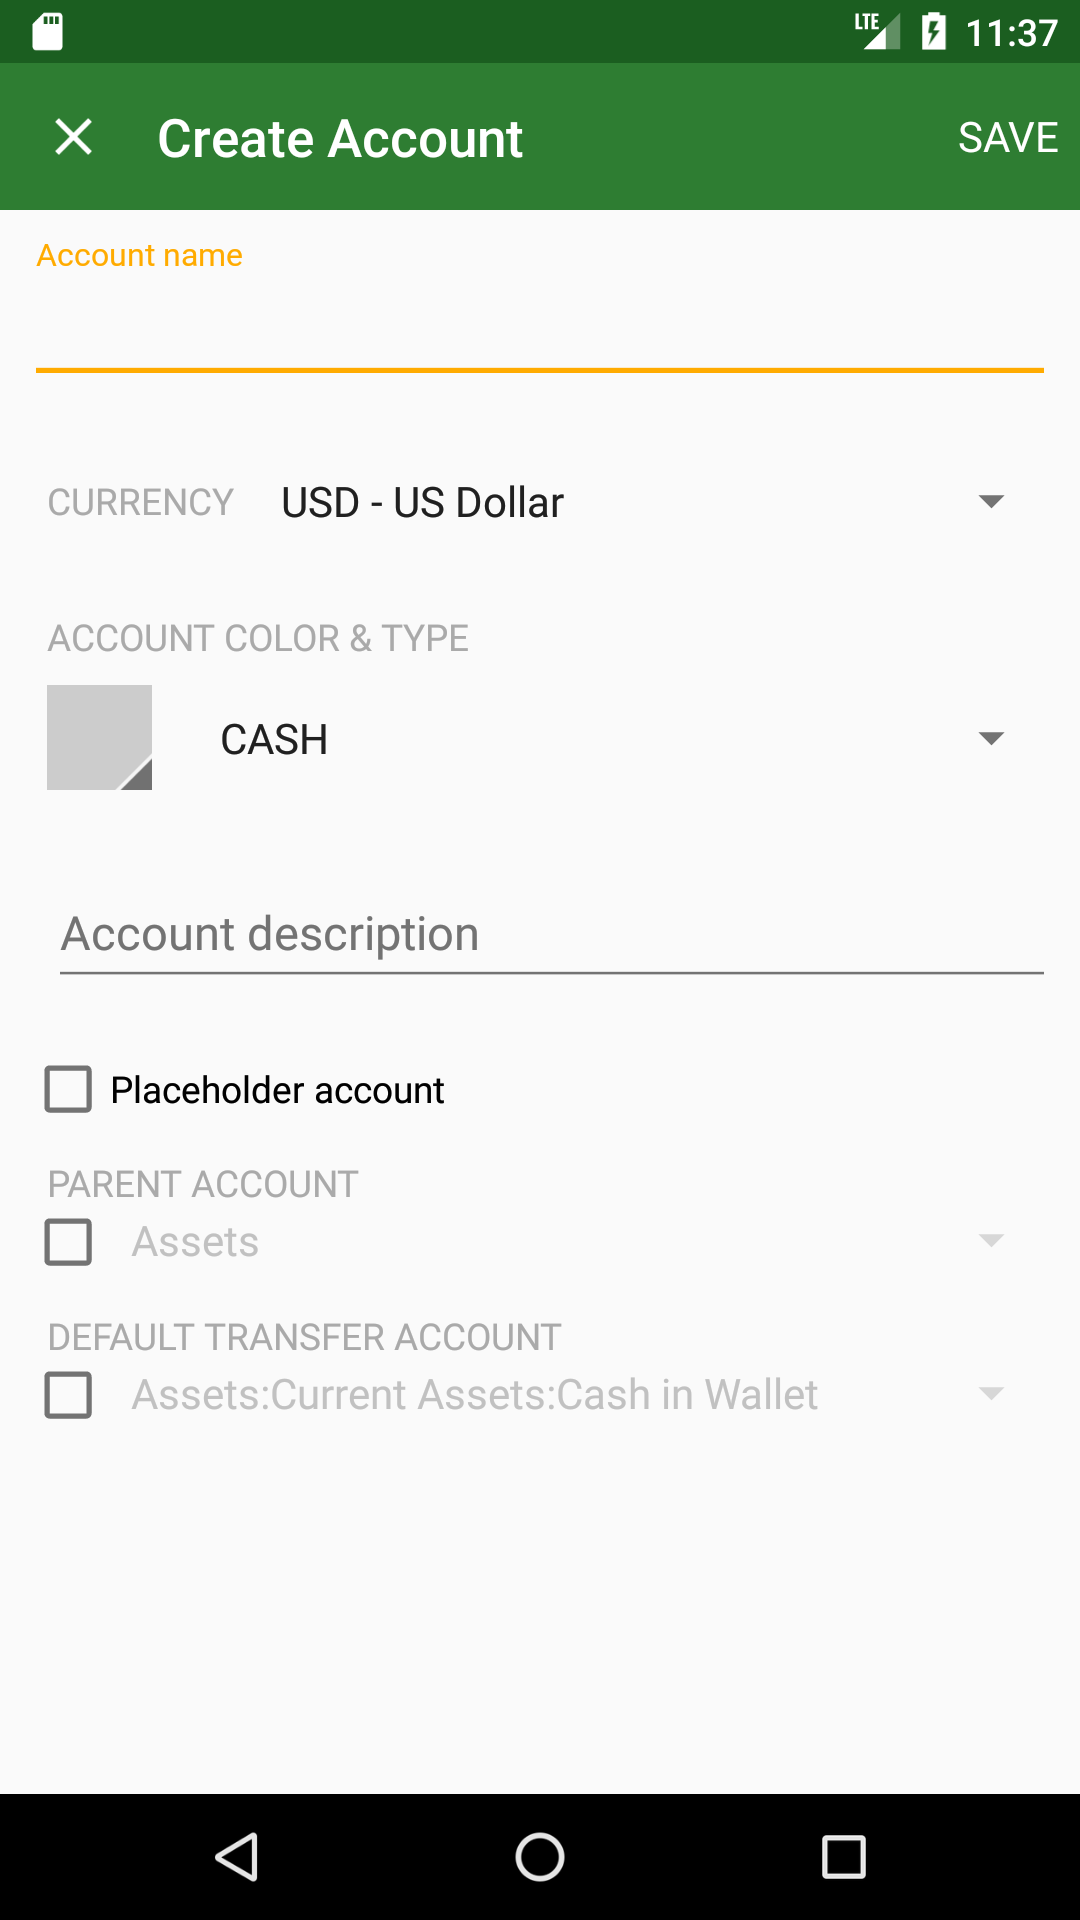 LTE 11:37
Create Account SAVE
Account name
CURRENCY USD - US Dollar
ACCOUNT COLOR & TYPE
CASH
Account description
Placeholder account
PARENT ACCOUNT
Assets
DEFAULT TRANSFER ACCOUNT
Assets:Current Assets:Cash in Wallet